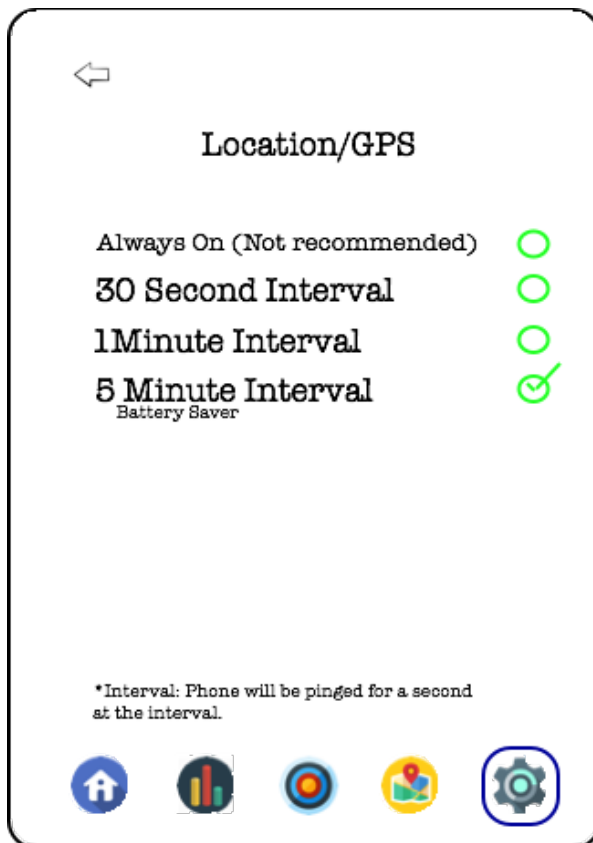 Location/GPS
Always On (Not recommended)
30 Second Interval
1Minute Interval
5 Minute Interval
Battery Saver
*Interval: Phone will be pinged for a second
at the interval.